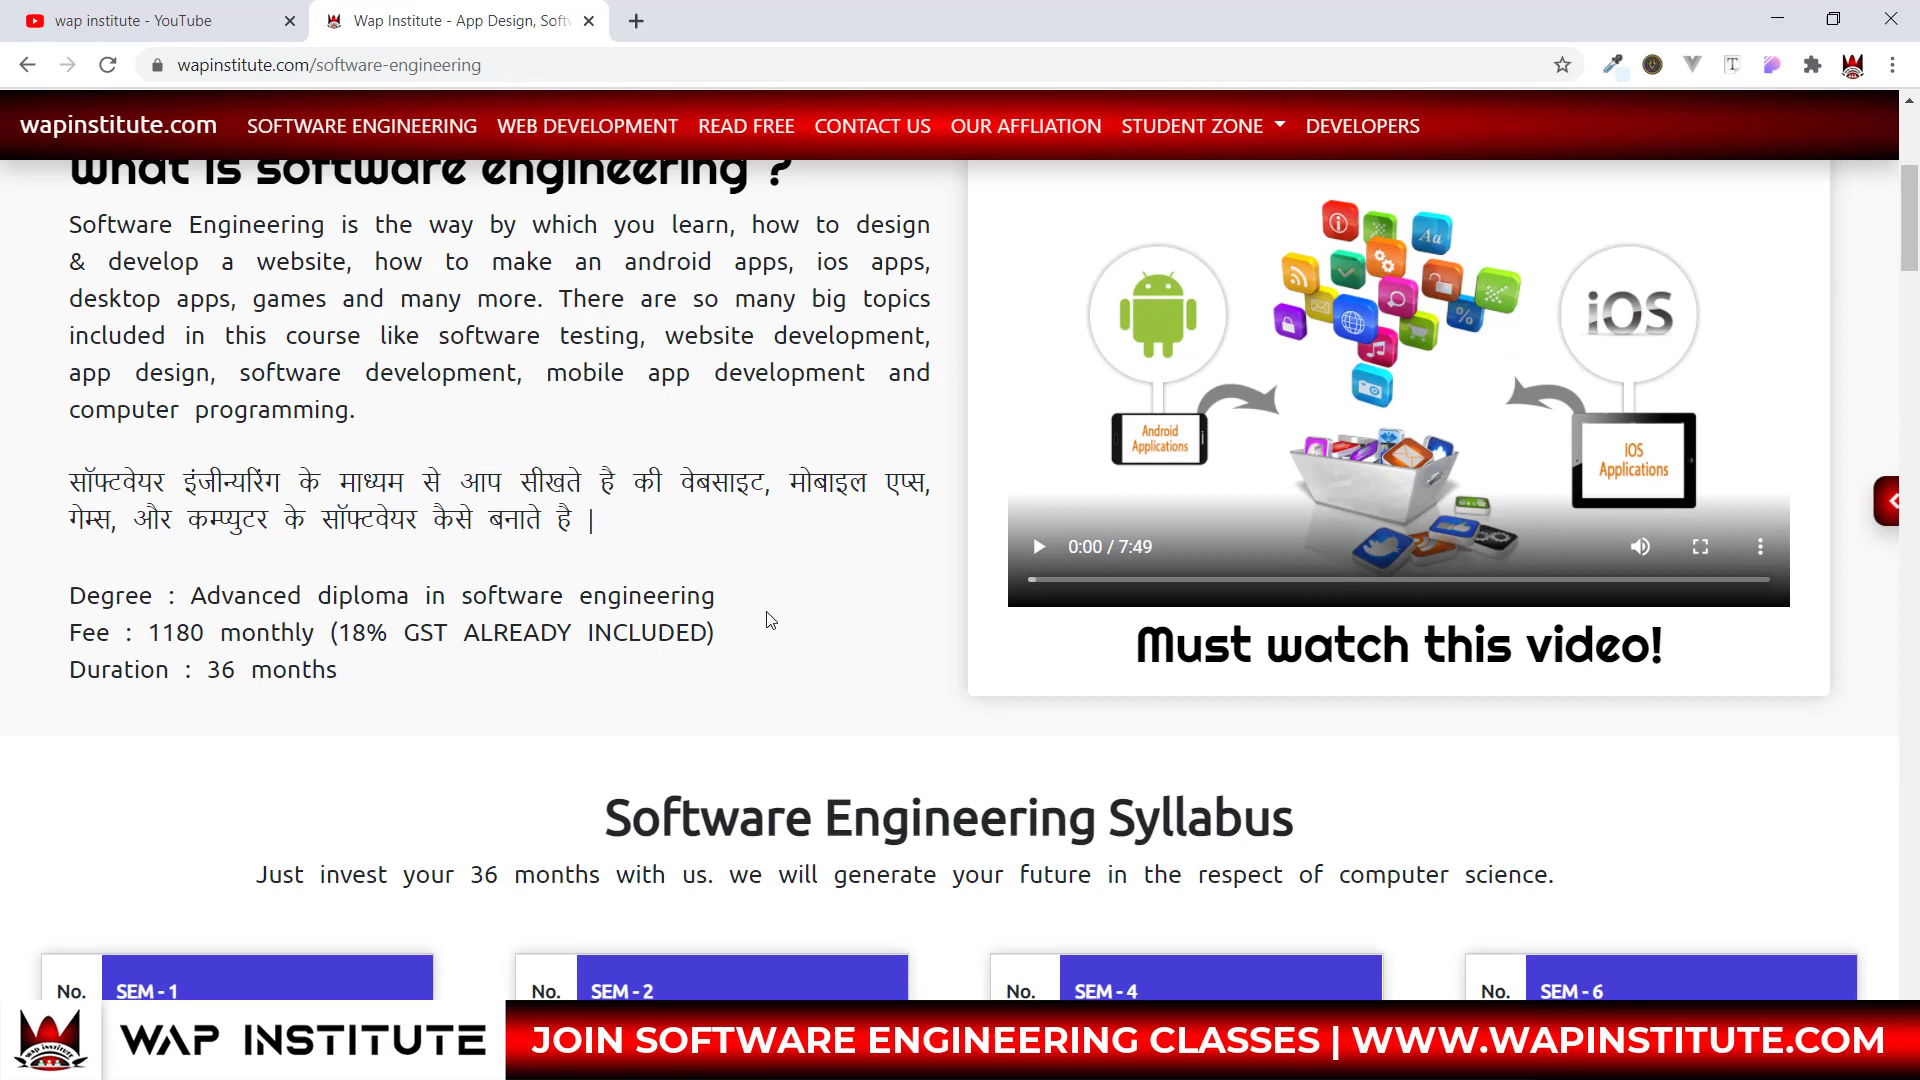 wap institute - YouTube
Wap Institute - App Design, Soft
wapinstitute.com/software-engineering
wapinstitute.com SOFTWARE ENGINEERING WEB DEVELOPMENT READ FREE CONTACT US OUR AFFLIATION STUDENT ZONE DEVELOPERS
What is software engineering ?
Software Engineering is the way by which you learn, how to design
& develop a website, how to make an android apps, ios apps,
desktop apps, games and many more. There are so many big topics
included in this course like software testing, website development,
app design, software development, mobile app development and
computer programming.
सॉफ्टवेयर इंजीन्यरिंग के माध्यम से आप सीखते है की वेबसाइट, मोबाइल एप्स,
गेम्स, और कम्प्युटर के सॉफ्टवेयर कैसे बनाते है |
Degree : Advanced diploma in software engineering
Fee : 1180 monthly (18% GST ALREADY INCLUDED)
Duration : 36 months
Aa
%
iOS
Android
Applications
IOS
Applications
0:00 / 7:49
Must watch this video!
Software Engineering Syllabus
Just invest your 36 months with us. we will generate your future in the respect of computer science.
No. SEM - 1
No. SEM - 2
No. SEM - 4
No. SEM - 6
wap institute
WAP INSTITUTE
JOIN SOFTWARE ENGINEERING CLASSES | WWW.WAPINSTITUTE.COM